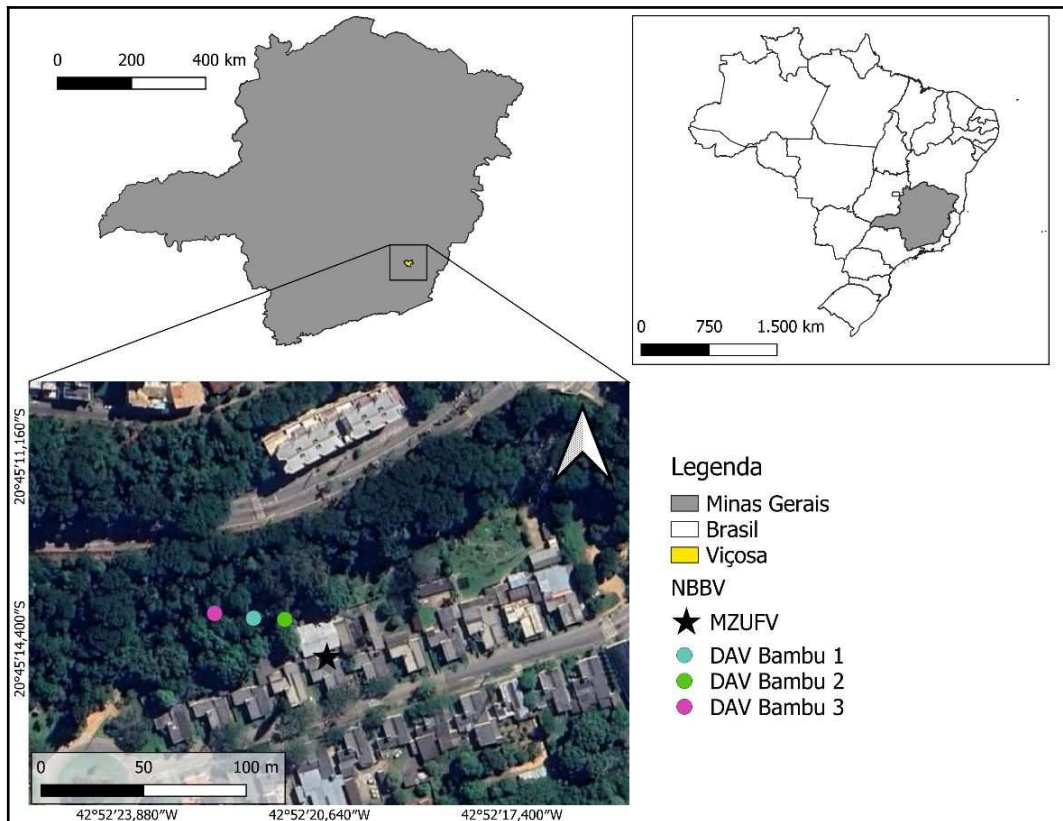 0 200 400 km
0 750 1.500 km
20°45'11,160"S
20°45'14,400"S
0 50 100 m
42°52'23,880"W 42°52'20,640"W 42°52'17,400"W
Legenda
Minas Gerais
Brasil
Viçosa
NBBV
MZUFV
DAV Bambu 1
DAV Bambu 2
DAV Bambu 3